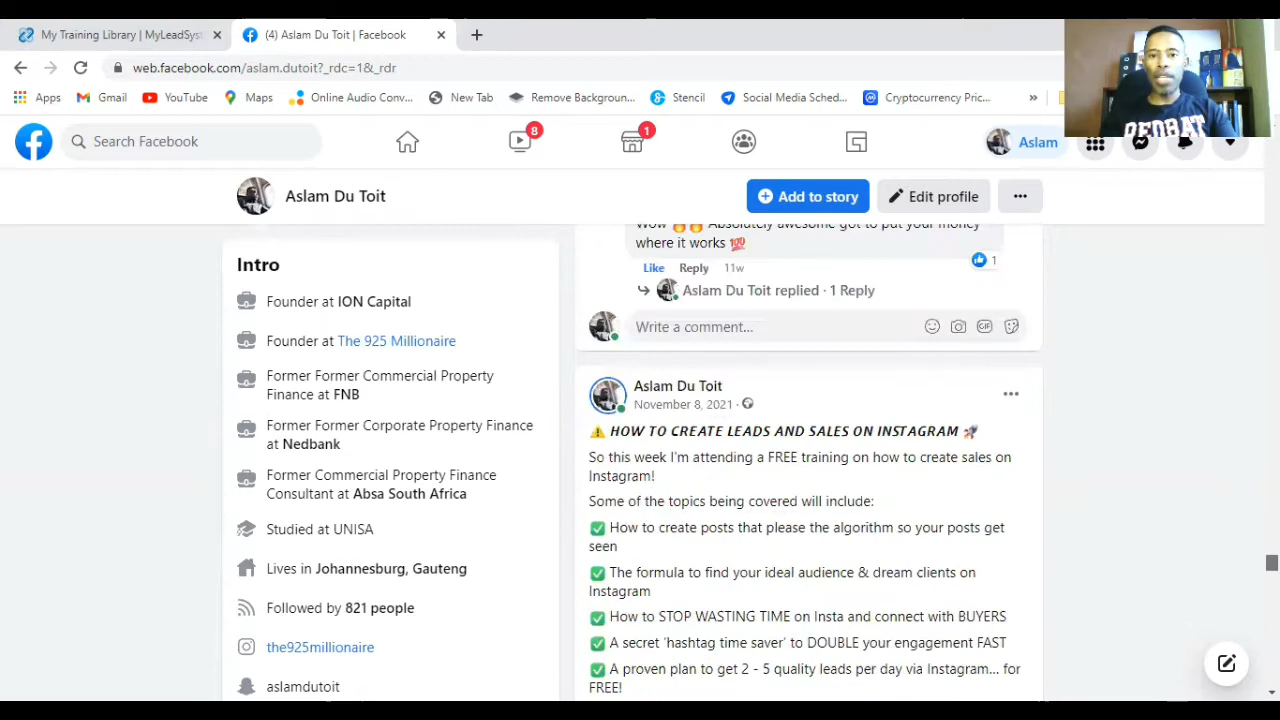 My Training Library | MyLeadSyst
(4) Aslam Du Toit | Facebook
web.facebook.com/aslam.dutoit?_rdc=1&_rdr
Apps
Gmail
YouTube
Maps
Online Audio Conv...
New Tab
Remove Backgroun...
Stencil
Social Media Sched...
Cryptocurrency Pric...
»
REDBAT
Search Facebook
8
1
Aslam
Aslam Du Toit
Add to story
Edit profile
Intro
Founder at ION Capital
Founder at The 925 Millionaire
Former Former Commercial Property
Finance at FNB
Former Former Corporate Property Finance
at Nedbank
Former Commercial Property Finance
Consultant at Absa South Africa
Studied at UNISA
Lives in Johannesburg, Gauteng
Followed by 821 people
the925millionaire
aslamdutoit
Wow 🔥🔥 Absolutely awesome got to put your money
where it works 💯
Like Reply 11w
1
Aslam Du Toit replied · 1 Reply
Write a comment...
GIF
Aslam Du Toit
November 8, 2021 ·
⚠️ HOW TO CREATE LEADS AND SALES ON INSTAGRAM 🚀
So this week I'm attending a FREE training on how to create sales on
Instagram!
Some of the topics being covered will include:
✅ How to create posts that please the algorithm so your posts get
seen
✅ The formula to find your ideal audience & dream clients on
Instagram
✅ How to STOP WASTING TIME on Insta and connect with BUYERS
✅ A secret 'hashtag time saver' to DOUBLE your engagement FAST
✅ A proven plan to get 2 - 5 quality leads per day via Instagram... for
FREE!